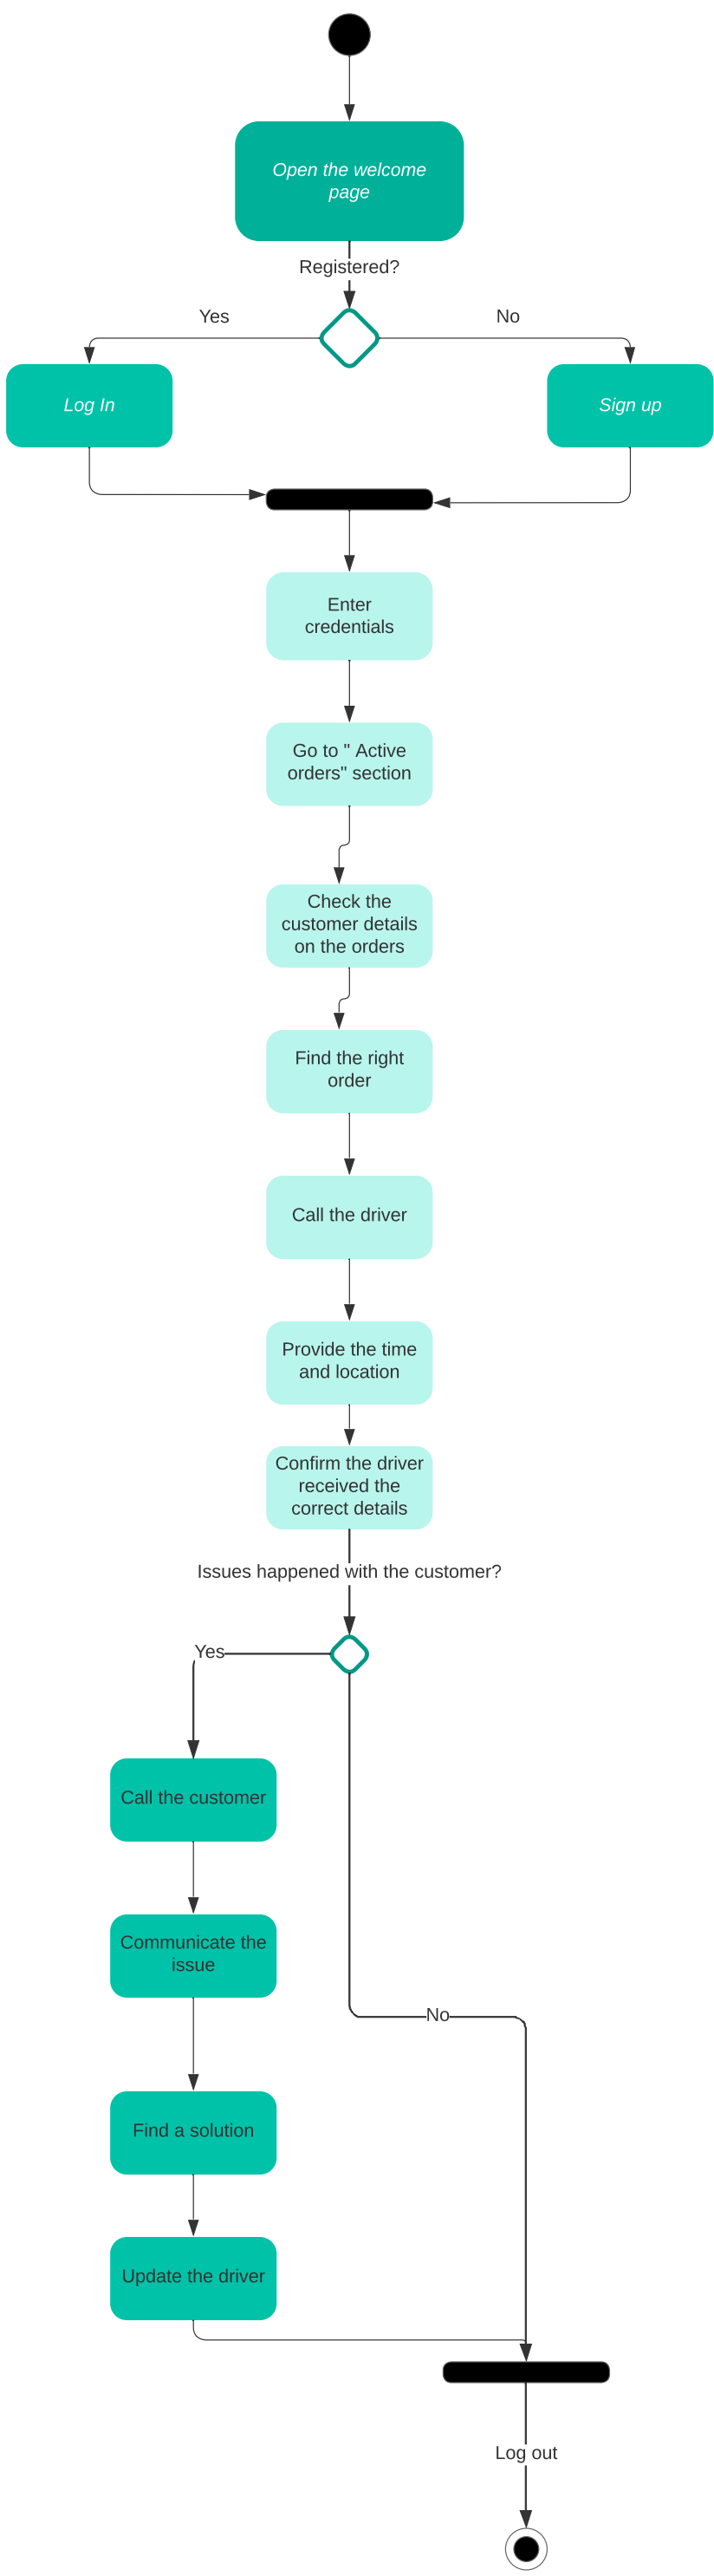 Open the welcome
page
Registered?
Yes
No
Log In
Sign up
Enter
credentials
Go to " Active
orders" section
Check the
customer details
on the orders
Find the right
order
Call the driver
Provide the time
and location
Confirm the driver
received the
correct details
Issues happened with the customer?
Yes
Call the customer
Communicate the
issue
No
Find a solution
Update the driver
Log out